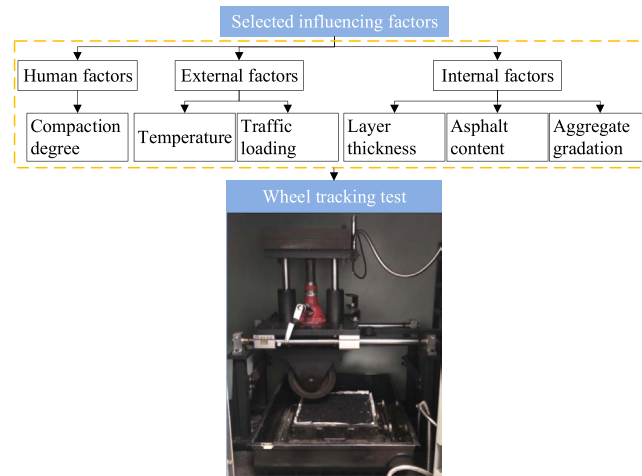 Selected influencing factors
Human factors
External factors
Internal factors
Compaction
degree
Temperature
Traffic
loading
Layer
thickness
Asphalt
content
Aggregate
gradation
Wheel tracking test